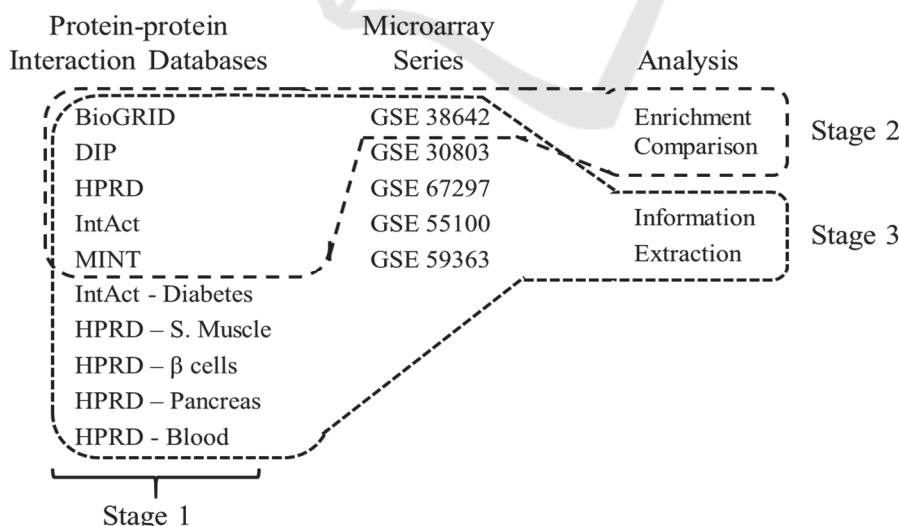 Protein-protein
Interaction Databases
Microarray
Series
Analysis
BioGRID
DIP
HPRD
IntAct
MINT
IntAct - Diabetes
HPRD – S. Muscle
HPRD – β cells
HPRD – Pancreas
HPRD - Blood
GSE 38642
GSE 30803
GSE 67297
GSE 55100
GSE 59363
Enrichment
Comparison
Stage 2
Information
Extraction
Stage 3
Stage 1